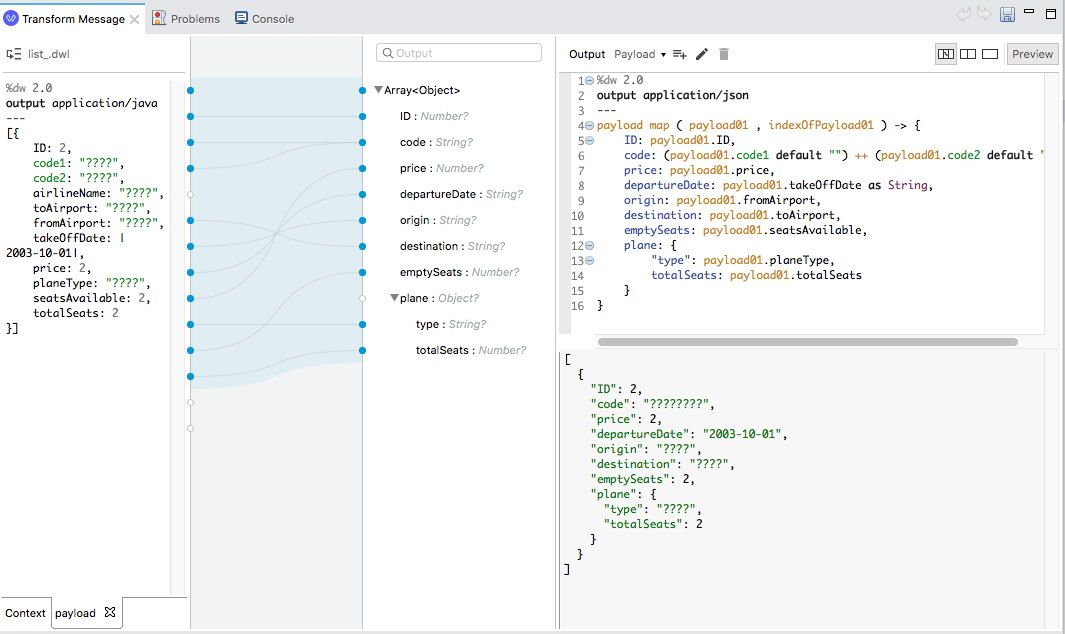 Transform Message
Problems
Console
list_.dwl
%dw 2.0
output application/java
---
[{
ID: 2,
code1: "????",
code2: "????",
airlineName: "????",
toAirport: "????",
fromAirport: "????",
takeOffDate: |
2003-10-01|,
price: 2,
planeType: "????",
seatsAvailable: 2,
totalSeats: 2
}]
Context
payload
Output
Array<Object>
ID : Number?
code : String?
price : Number?
departureDate : String?
origin : String?
destination : String?
emptySeats : Number?
plane : Object?
type : String?
totalSeats : Number?
Output Payload
Preview
1 %dw 2.0
2 output application/json
3 ---
4 payload map ( payload01 , indexOfPayload01 ) -> {
5 ID: payload01.ID,
6 code: (payload01.code1 default "") ++ (payload01.code2 default "
7 price: payload01.price,
8 departureDate: payload01.takeOffDate as String,
9 origin: payload01.fromAirport,
10 destination: payload01.toAirport,
11 emptySeats: payload01.seatsAvailable,
12 plane: {
13 "type": payload01.planeType,
14 totalSeats: payload01.totalSeats
15 }
16 }
[
{
"ID": 2,
"code": "????????",
"price": 2,
"departureDate": "2003-10-01",
"origin": "????",
"destination": "????",
"emptySeats": 2,
"plane": {
"type": "????",
"totalSeats": 2
}
}
]